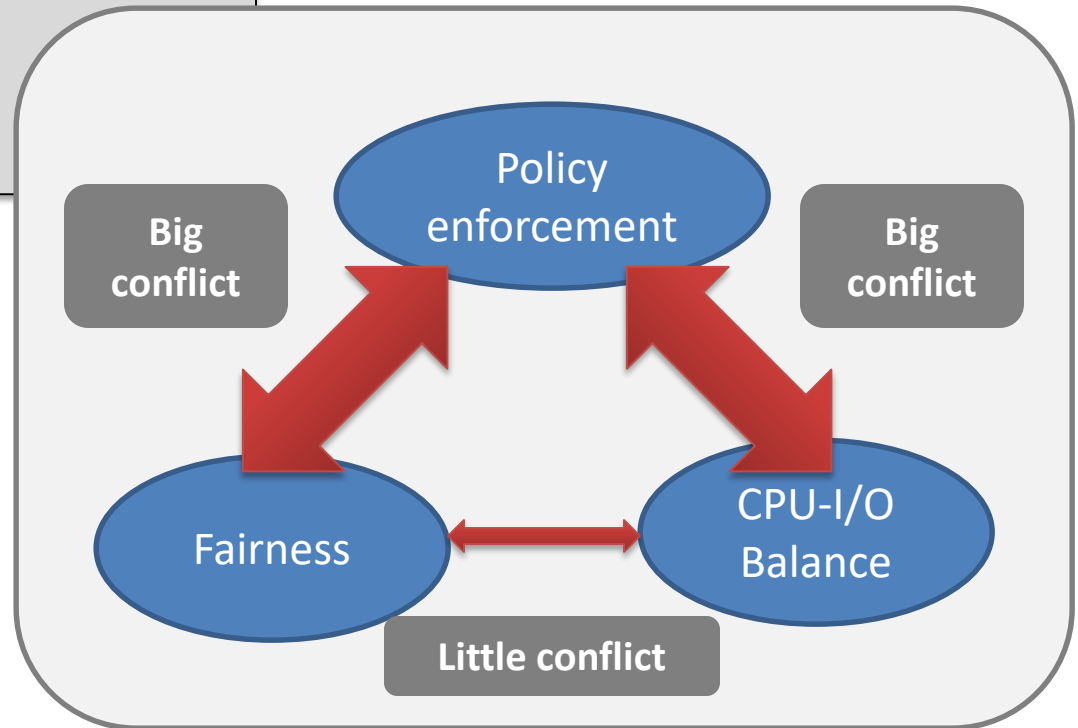 Policy
enforcement
Big
conflict
Big
conflict
Fairness
CPU-I/O
Balance
Little conflict